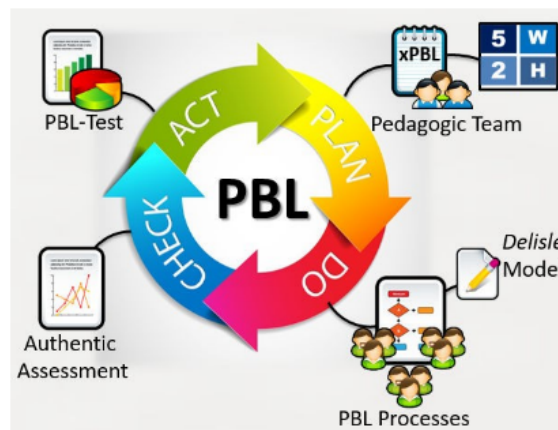 5 W
2 H
xPBL
Pedagogic Team
PBL-Test
ACT
PLAN
PBL
CHECK
DO
Delisle
Mode
Authentic
Assessment
PBL Processes